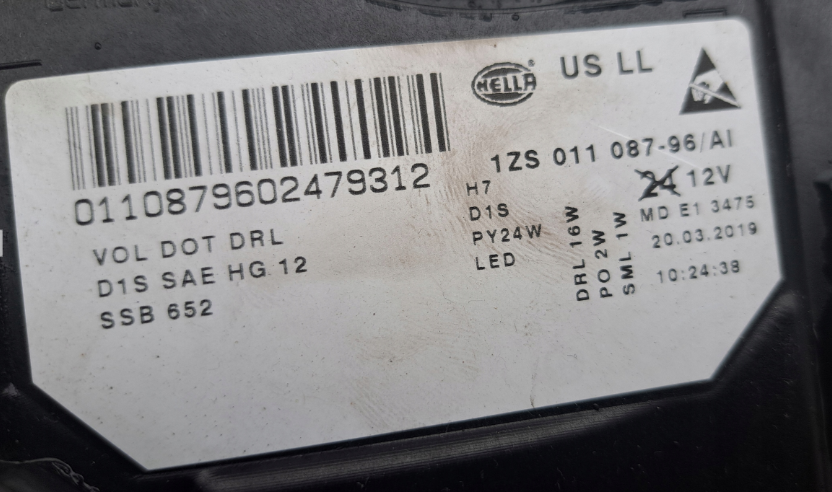 Germany
HELLA
US LL
1ZS 011 087-96/AI
0110879602479312
VOL DOT DRL
D1S SAE HG 12
SSB 652
H7
D1S
PY24W
LED
DRL 16W
PO 2W
SML 1W
24 12V
MD E1 3475
20.03.2019
10:24:38